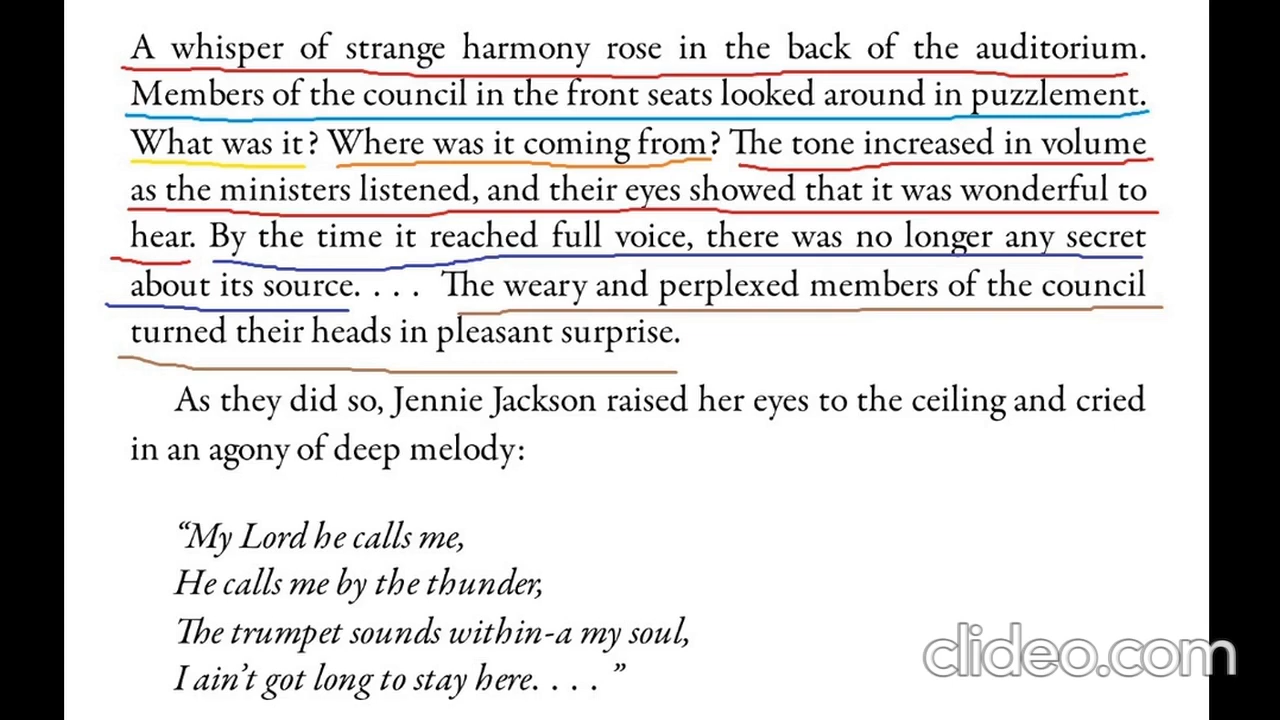 A whisper of strange harmony rose in the back of the auditorium.
Members of the council in the front seats looked around in puzzlement.
What was it? Where was it coming from? The tone increased in volume
as the ministers listened, and their eyes showed that it was wonderful to
hear. By the time it reached full voice, there was no longer any secret
about its source. . . . The weary and perplexed members of the council
turned their heads in pleasant surprise.
As they did so, Jennie Jackson raised her eyes to the ceiling and cried
in an agony of deep melody:
“My Lord he calls me,
He calls me by the thunder,
The trumpet sounds within-a my soul,
I ain’t got long to stay here. . . . ”
clideo.com